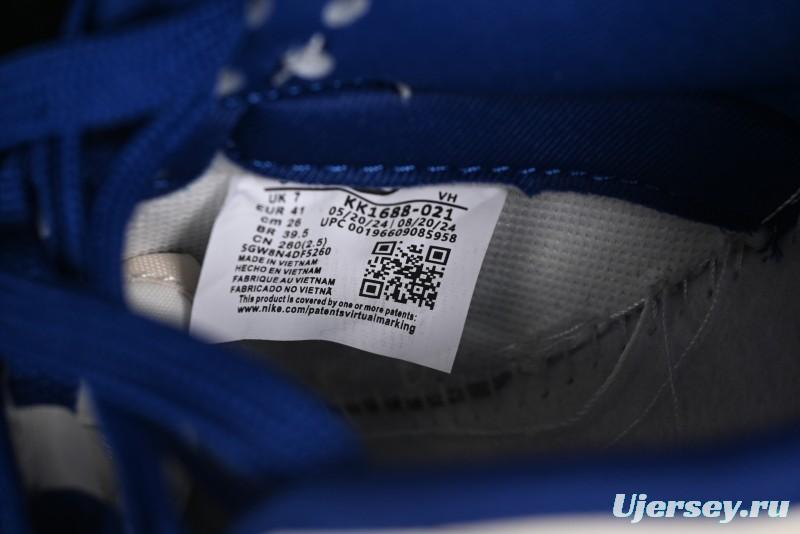 UK 7
EUR 41
cm 26
BR 39.5
CN 260(2.5)
SGW8N4DF5260
MADE IN VIETNAM
HECHO EN VIETNAM
FABRIQUE AU VIETNAM
FABRICADO NO VIETNÃ
This product is covered by one or more patents:
www.nike.com/patentsvirtualmarking
VH
KK1688-021
05/20/24 | 08/20/24
UPC 00196609085958
Ujersey.ru